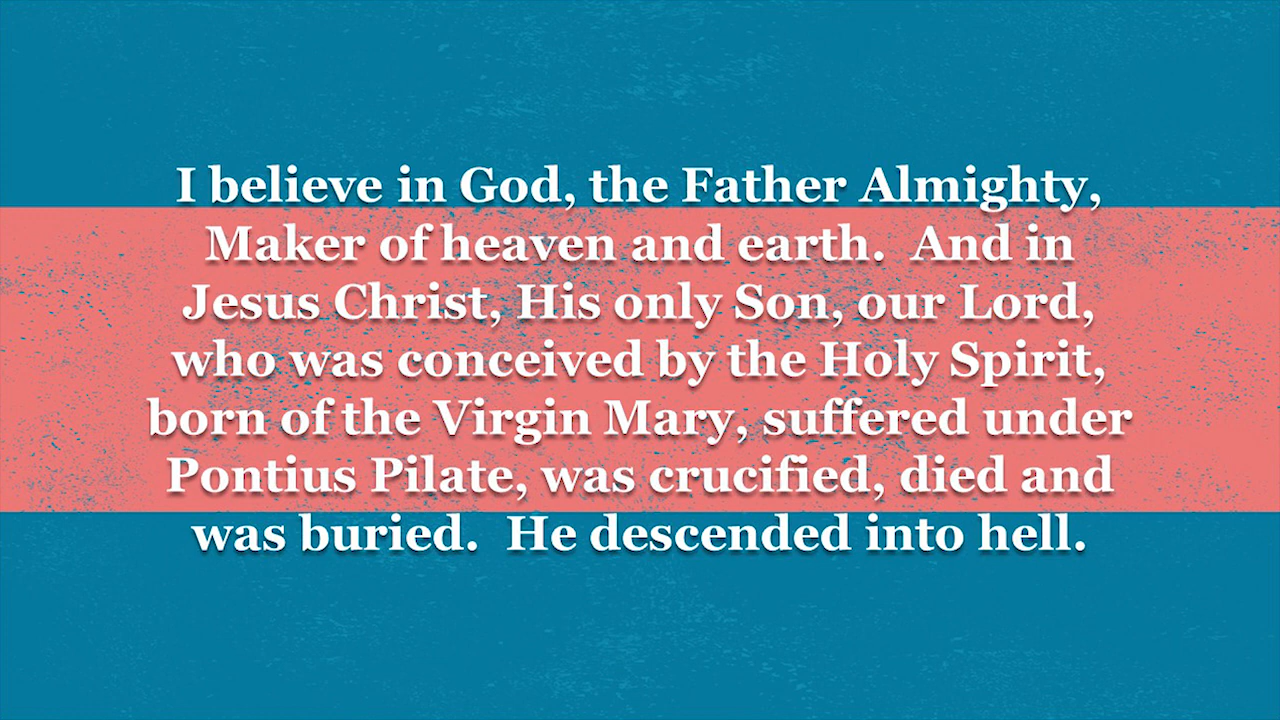 I believe in God, the Father Almighty,
Maker of heaven and earth.  And in
Jesus Christ, His only Son, our Lord,
who was conceived by the Holy Spirit,
born of the Virgin Mary, suffered under
Pontius Pilate, was crucified, died and
was buried.  He descended into hell.